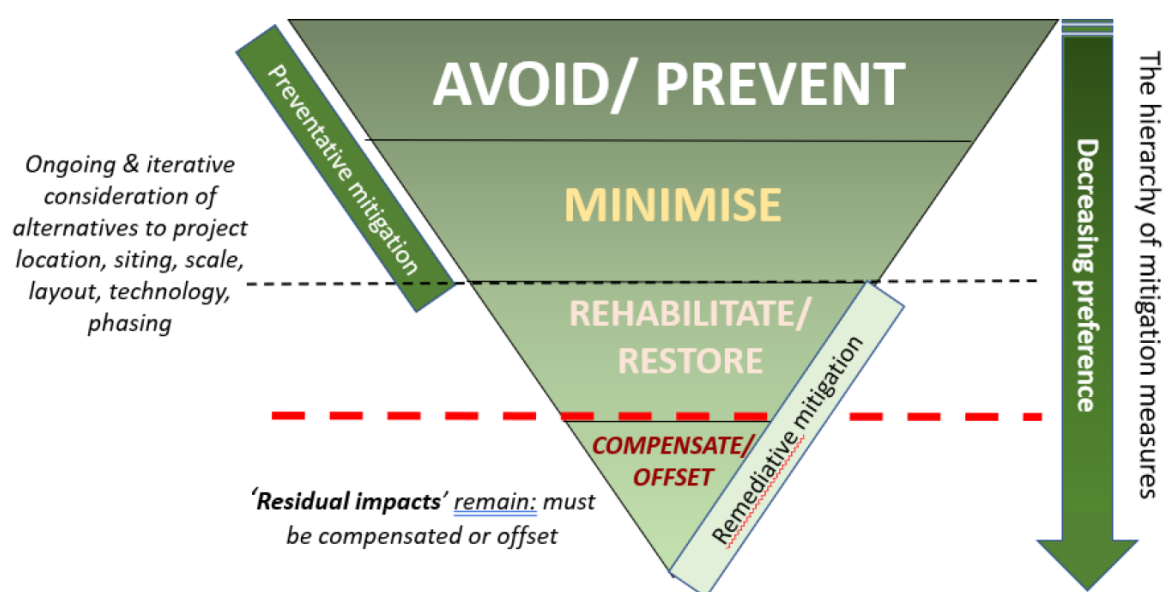 AVOID/ PREVENT
Preventative mitigation
Ongoing & iterative
consideration of
alternatives to project
location, siting, scale,
layout, technology,
phasing
MINIMISE
REHABILITATE/
RESTORE
COMPENSATE/
OFFSET
Remediative mitigation
‘Residual impacts’ remain: must
be compensated or offset
Decreasing preference
The hierarchy of mitigation measures